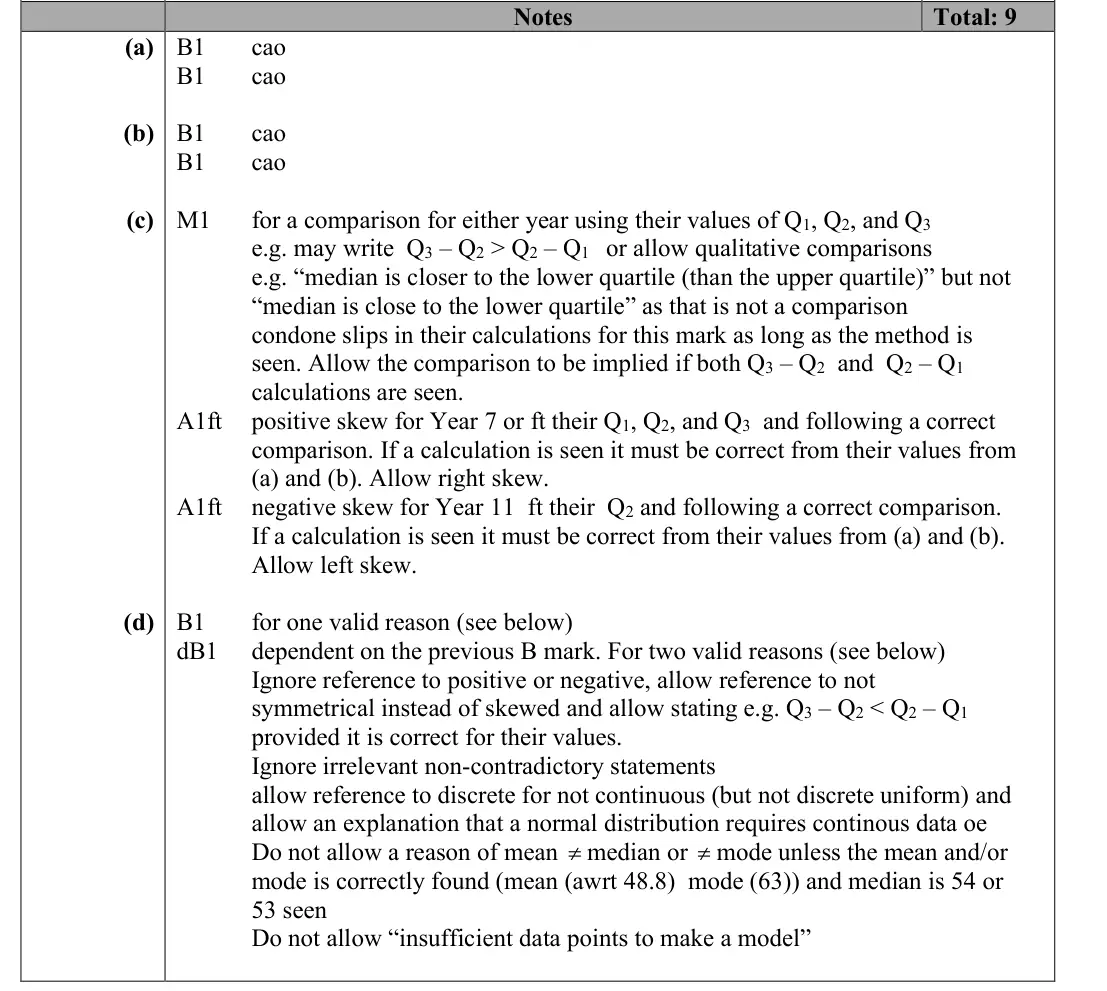 Notes Total: 9
(a) B1 cao
B1 cao
(b) B1 cao
B1 cao
(c) M1 for a comparison for either year using their values of Q₁, Q₂, and Q₃
e.g. may write Q₃ – Q₂ > Q₂ – Q₁ or allow qualitative comparisons
e.g. “median is closer to the lower quartile (than the upper quartile)” but not
“median is close to the lower quartile” as that is not a comparison
condone slips in their calculations for this mark as long as the method is
seen. Allow the comparison to be implied if both Q₃ – Q₂ and Q₂ – Q₁
calculations are seen.
A1ft positive skew for Year 7 or ft their Q₁, Q₂, and Q₃ and following a correct
comparison. If a calculation is seen it must be correct from their values from
(a) and (b). Allow right skew.
A1ft negative skew for Year 11 ft their Q₂ and following a correct comparison.
If a calculation is seen it must be correct from their values from (a) and (b).
Allow left skew.
(d) B1 for one valid reason (see below)
dB1 dependent on the previous B mark. For two valid reasons (see below)
Ignore reference to positive or negative, allow reference to not
symmetrical instead of skewed and allow stating e.g. Q₃ – Q₂ < Q₂ – Q₁
provided it is correct for their values.
Ignore irrelevant non-contradictory statements
allow reference to discrete for not continuous (but not discrete uniform) and
allow an explanation that a normal distribution requires continous data oe
Do not allow a reason of mean ≠ median or ≠ mode unless the mean and/or
mode is correctly found (mean (awrt 48.8) mode (63)) and median is 54 or
53 seen
Do not allow “insufficient data points to make a model”